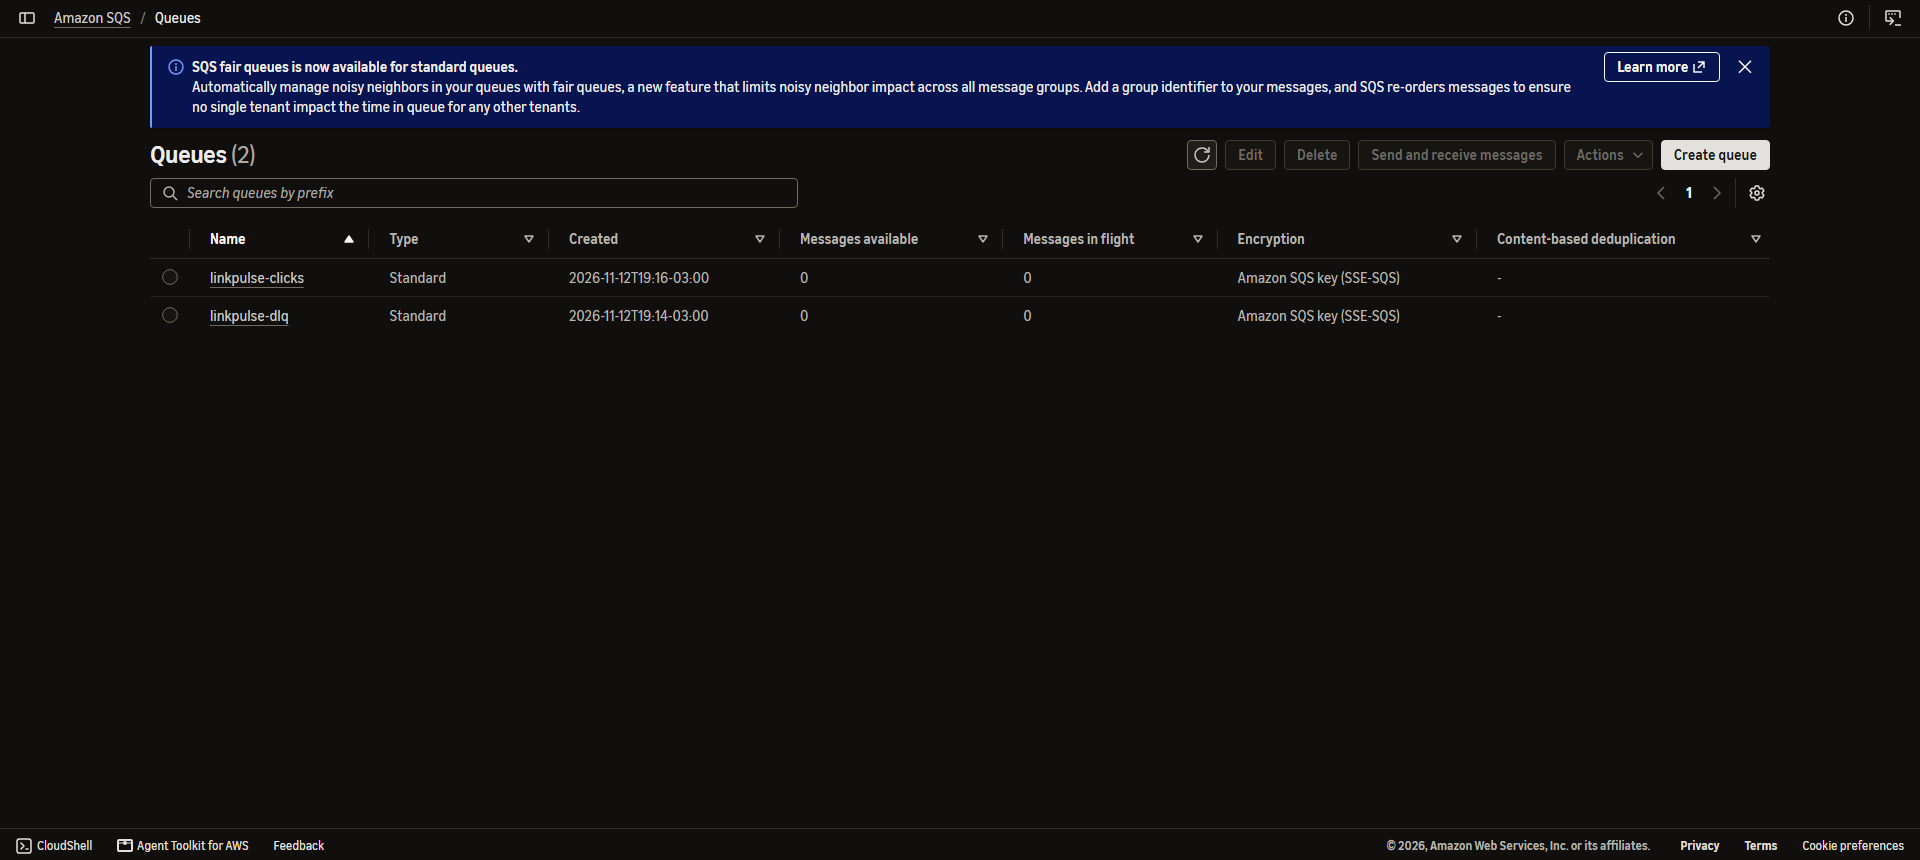 Amazon SQS / Queues
SQS fair queues is now available for standard queues.
Automatically manage noisy neighbors in your queues with fair queues, a new feature that limits noisy neighbor impact across all message groups. Add a group identifier to your messages, and SQS re-orders messages to ensure
no single tenant impact the time in queue for any other tenants.
Learn more
Queues (2)
Edit Delete Send and receive messages Actions Create queue
Search queues by prefix
1
Name Type Created Messages available Messages in flight Encryption Content-based deduplication
linkpulse-clicks Standard 2026-11-12T19:16-03:00 0 0 Amazon SQS key (SSE-SQS) -
linkpulse-dlq Standard 2026-11-12T19:14-03:00 0 0 Amazon SQS key (SSE-SQS) -
CloudShell Agent Toolkit for AWS Feedback © 2026, Amazon Web Services, Inc. or its affiliates. Privacy Terms Cookie preferences